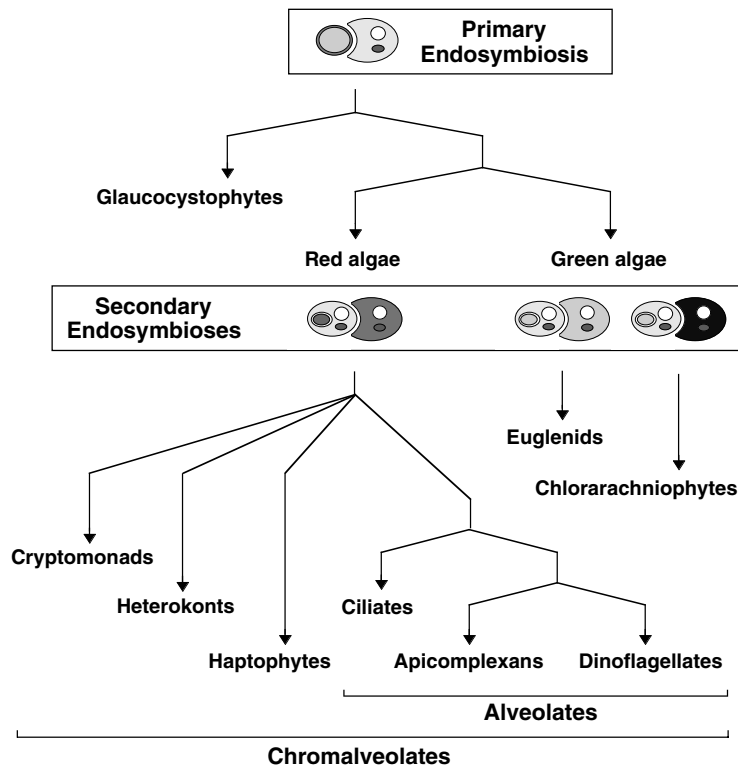 Primary
Endosymbiosis
Glaucocystophytes
Red algae
Green algae
Secondary
Endosymbioses
Euglenids
Chlorarachniophytes
Cryptomonads
Heterokonts
Ciliates
Haptophytes
Apicomplexans
Dinoflagellates
Alveolates
Chromalveolates